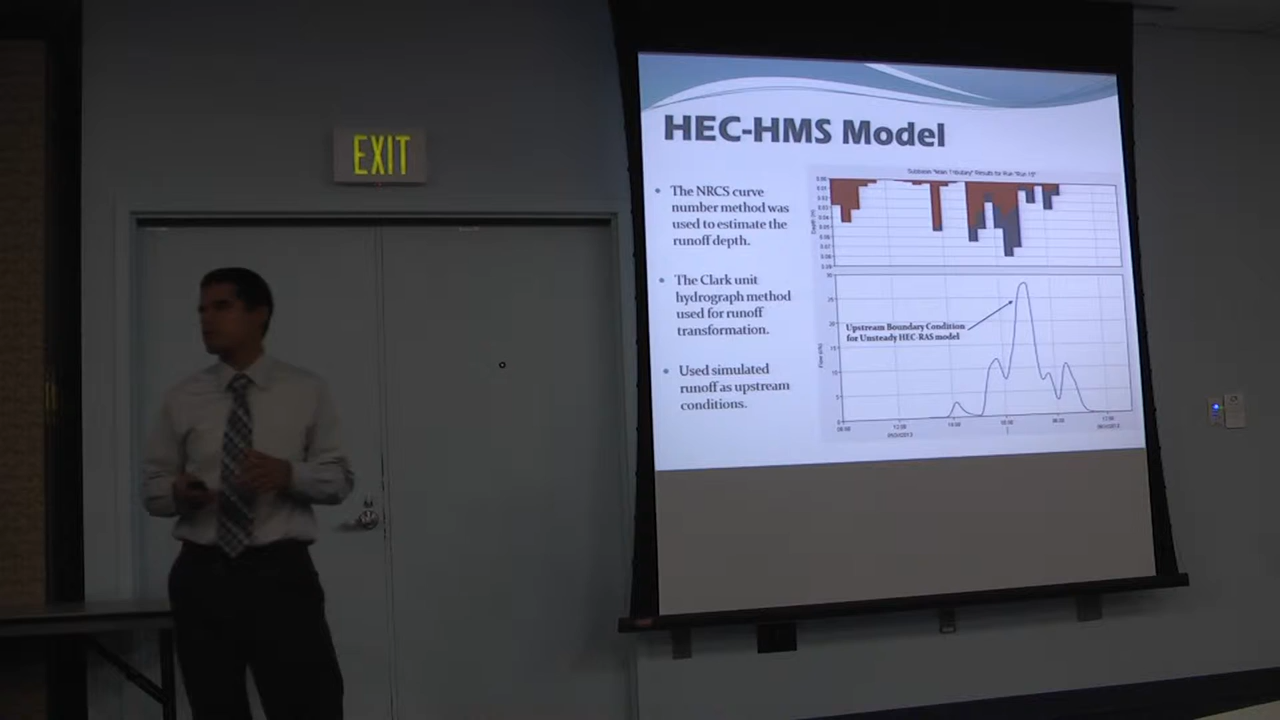 EXIT
HEC-HMS Model
The NRCS curve
number method was
used to estimate the
runoff depth.
The Clark unit
hydrograph method
used for runoff
transformation.
Used simulated
runoff as upstream
conditions.
Upstream Boundary Condition
for Unsteady HEC-RAS model